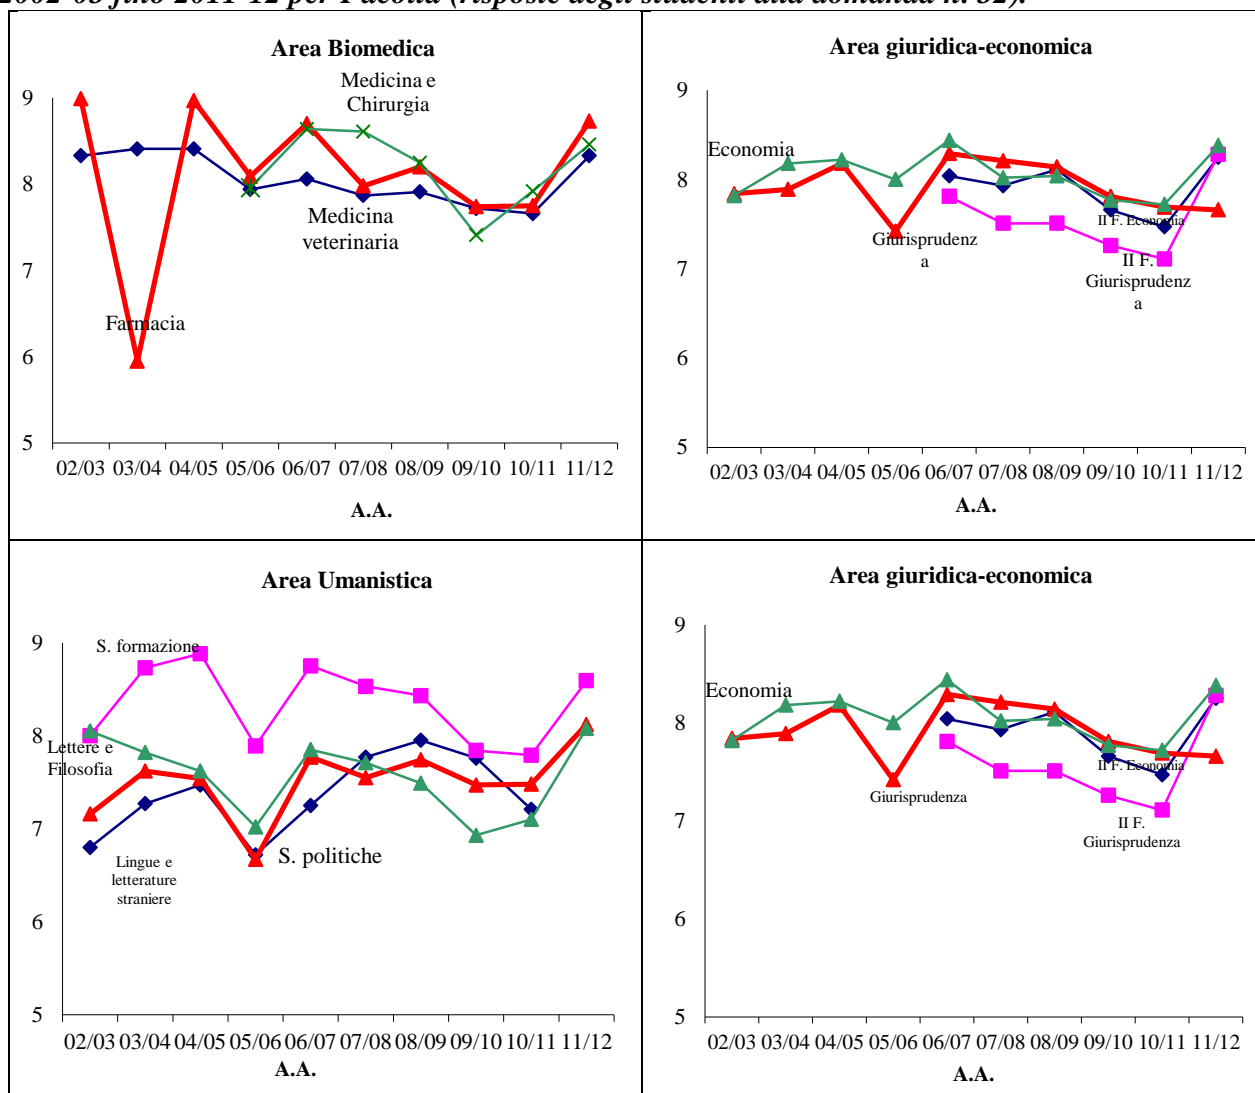 2002-03 fino 2011-12 per Facoltà (risposte degli studenti alla domanda n. 32).
Area Biomedica
Medicina e
Chirurgia
9
8
7
6
5
Medicina
veterinaria
Farmacia
02/03 03/04 04/05 05/06 06/07 07/08 08/09 09/10 10/11 11/12
A.A.
Area giuridica-economica
9
8
7
6
5
Economia
Giurisprudenz
a
II F. Economia
II F.
Giurisprudenz
a
02/03 03/04 04/05 05/06 06/07 07/08 08/09 09/10 10/11 11/12
A.A.
Area Umanistica
9
8
7
6
5
S. formazione
Lettere e
Filosofia
Lingue e
letterature
straniere
S. politiche
02/03 03/04 04/05 05/06 06/07 07/08 08/09 09/10 10/11 11/12
A.A.
Area giuridica-economica
9
8
7
6
5
Economia
Giurisprudenza
II F. Economia
II F.
Giurisprudenza
02/03 03/04 04/05 05/06 06/07 07/08 08/09 09/10 10/11 11/12
A.A.